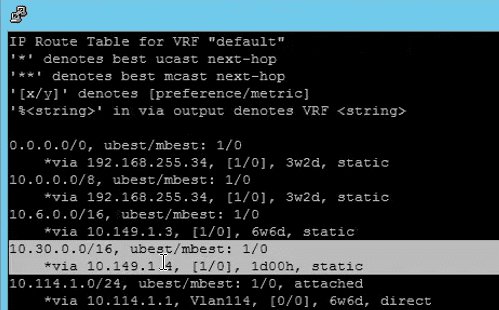 IP Route Table for VRF "default"
'*' denotes best ucast next-hop
'**' denotes best mcast next-hop
'[x/y]' denotes [preference/metric]
'%<string>' in via output denotes VRF <string>
0.0.0.0/0, ubest/mbest: 1/0
*via 192.168.255.34, [1/0], 3w2d, static
10.0.0.0/8, ubest/mbest: 1/0
*via 192.168.255.34, [1/0], 3w2d, static
10.6.0.0/16, ubest/mbest: 1/0
*via 10.149.1.3, [1/0], 6w6d, static
10.30.0.0/16, ubest/mbest: 1/0
*via 10.149.1.4, [1/0], 1d00h, static
10.114.1.0/24, ubest/mbest: 1/0, attached
*via 10.114.1.1, Vlan114, [0/0], 6w6d, direct